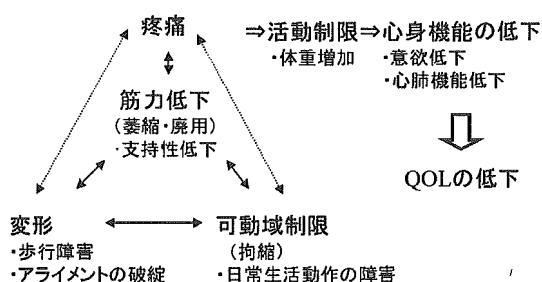 疼痛 ⇒活動制限⇒心身機能の低下
・体重増加 ・意欲低下
・心肺機能低下
筋力低下
(萎縮・廃用)
・支持性低下
QOLの低下
変形 可動域制限
・歩行障害 (拘縮)
・アライメントの破綻 ・日常生活動作の障害